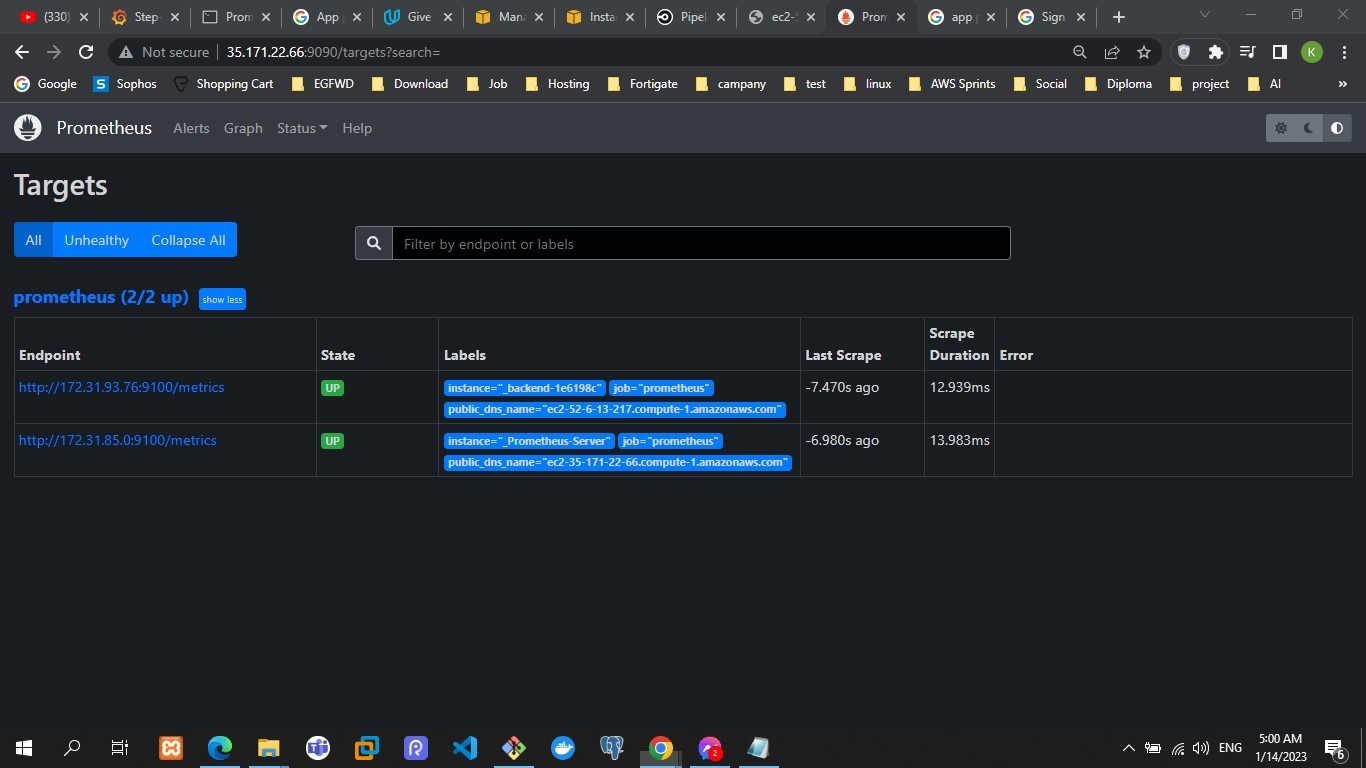 (330)
Step-
Prom
App
Give
Mana
Insta
Pipel
ec2-5
Prom
app
Sign
Not secure
35.171.22.66:9090/targets?search=
K
Google
Sophos
Shopping Cart
EGFWD
Download
Job
Hosting
Fortigate
campany
test
linux
AWS Sprints
Social
Diploma
project
AI
»
Prometheus
Alerts
Graph
Status
Help
Targets
All
Unhealthy
Collapse All
Filter by endpoint or labels
prometheus (2/2 up)
show less
Endpoint
State
Labels
Last Scrape
Scrape
Duration
Error
http://172.31.93.76:9100/metrics
UP
instance="_backend-1e6198c"
job="prometheus"
public_dns_name="ec2-52-6-13-217.compute-1.amazonaws.com"
-7.470s ago
12.939ms
http://172.31.85.0:9100/metrics
UP
instance="_Prometheus-Server"
job="prometheus"
public_dns_name="ec2-35-171-22-66.compute-1.amazonaws.com"
-6.980s ago
13.983ms
2
ENG
5:00 AM
1/14/2023
6